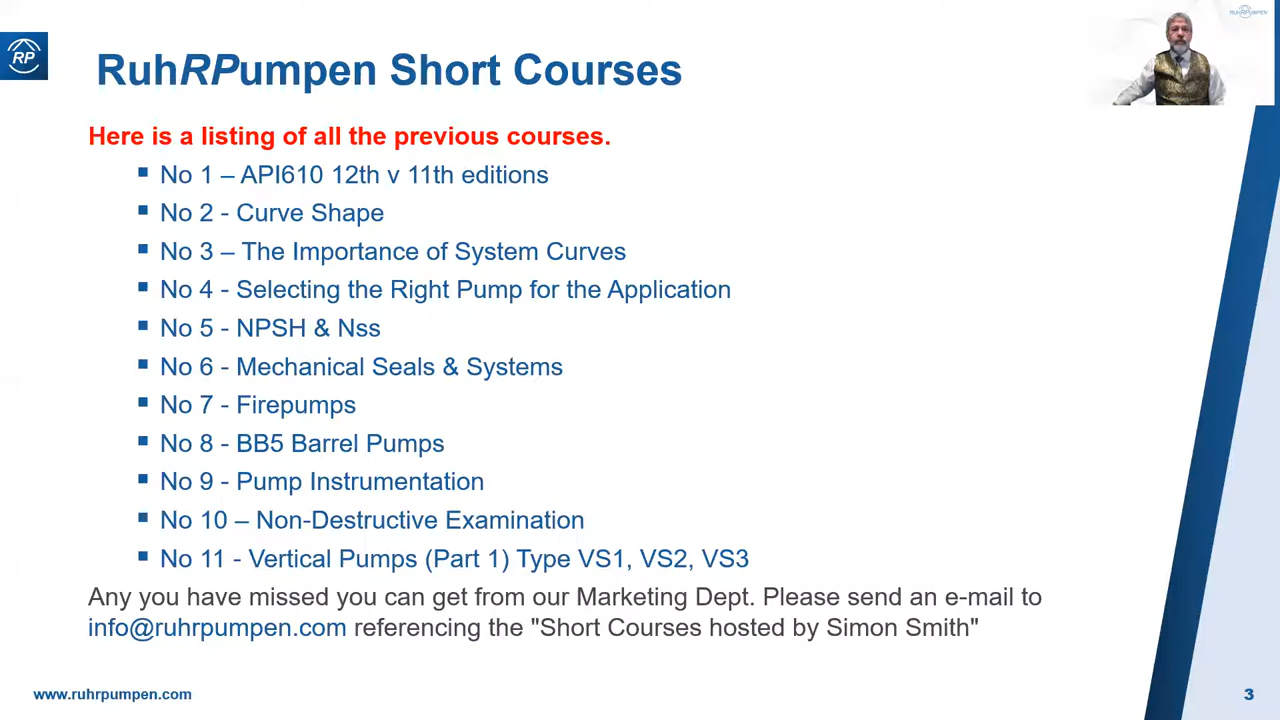 RP
RuhRPumpen Short Courses
RUHRPUMPEN
Here is a listing of all the previous courses.
▪ No 1 – API610 12th v 11th editions
▪ No 2 - Curve Shape
▪ No 3 – The Importance of System Curves
▪ No 4 - Selecting the Right Pump for the Application
▪ No 5 - NPSH & Nss
▪ No 6 - Mechanical Seals & Systems
▪ No 7 - Firepumps
▪ No 8 - BB5 Barrel Pumps
▪ No 9 - Pump Instrumentation
▪ No 10 – Non-Destructive Examination
▪ No 11 - Vertical Pumps (Part 1) Type VS1, VS2, VS3
Any you have missed you can get from our Marketing Dept. Please send an e-mail to
info@ruhrpumpen.com referencing the "Short Courses hosted by Simon Smith"
www.ruhrpumpen.com
3